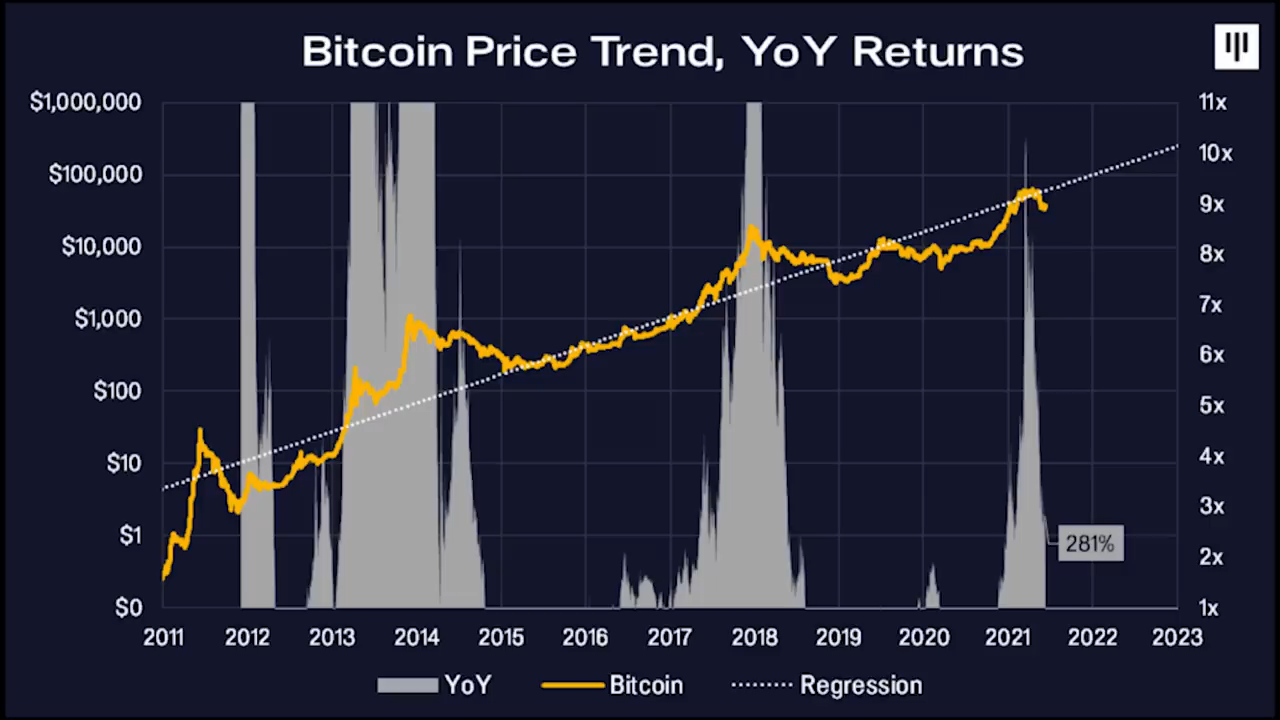 Bitcoin Price Trend, YoY Returns
$1,000,000
$100,000
$10,000
$1,000
$100
$10
$1
$0
11x
10x
9x
8x
7x
6x
5x
4x
3x
2x
1x
281%
2011 2012 2013 2014 2015 2016 2017 2018 2019 2020 2021 2022 2023
YoY Bitcoin Regression